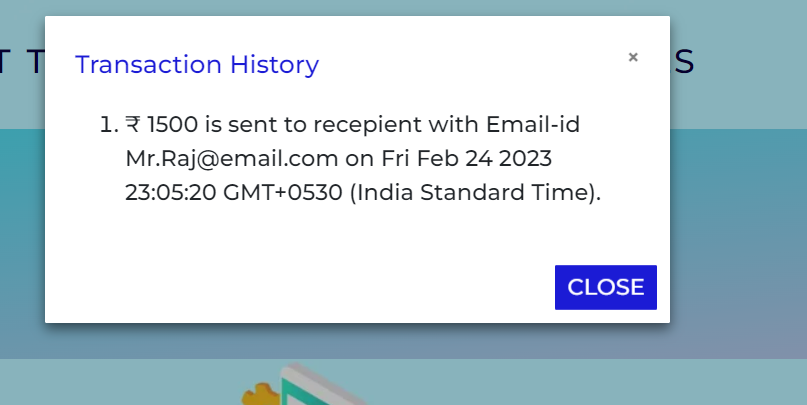 T T S
Transaction History ×
1. ₹ 1500 is sent to recepient with Email-id
Mr.Raj@email.com on Fri Feb 24 2023
23:05:20 GMT+0530 (India Standard Time).
CLOSE